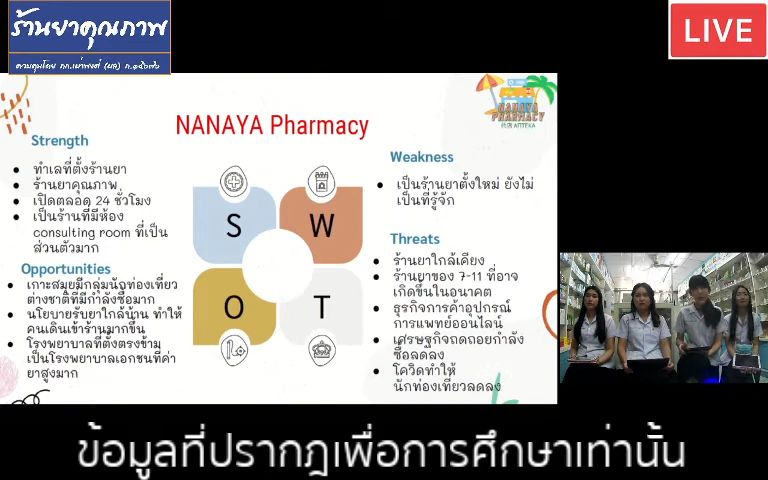 ร้านยาคุณภาพ
LIVE
NANAYA Pharmacy
NANAYA
PHARMACY
Strength
ทำเลที่ตั้งร้านยา
ร้านยาคุณภาพ
เปิดตลอด 24 ชั่วโมง
เป็นร้านที่มีห้อง
consulting room ที่เป็น
ส่วนตัวมาก
Opportunities
เกาะสมุยมีกลุ่มนักท่องเที่ยว
ต่างชาติที่มีกำลังซื้อมาก
นโยบายรับยาใกล้บ้าน ทำให้
คนเดินเข้าร้านมากขึ้น
โรงพยาบาลที่ตั้งตรงข้าม
เป็นโรงพยาบาลเอกชนที่ค่า
ยาสูงมาก
S
W
O
T
Weakness
เป็นร้านยาตั้งใหม่ ยังไม่
เป็นที่รู้จัก
Threats
ร้านยาใกล้เคียง
ร้านยาของ 7-11 ที่อาจ
เกิดขึ้นในอนาคต
ธุรกิจการค้าอุปกรณ์
การแพทย์ออนไลน์
เศรษฐกิจถดถอยกำลัง
ซื้อลดลง
โควิดทำให้
นักท่องเที่ยวลดลง
ข้อมูลที่ปรากฎเพื่อการศึกษาเท่านั้น